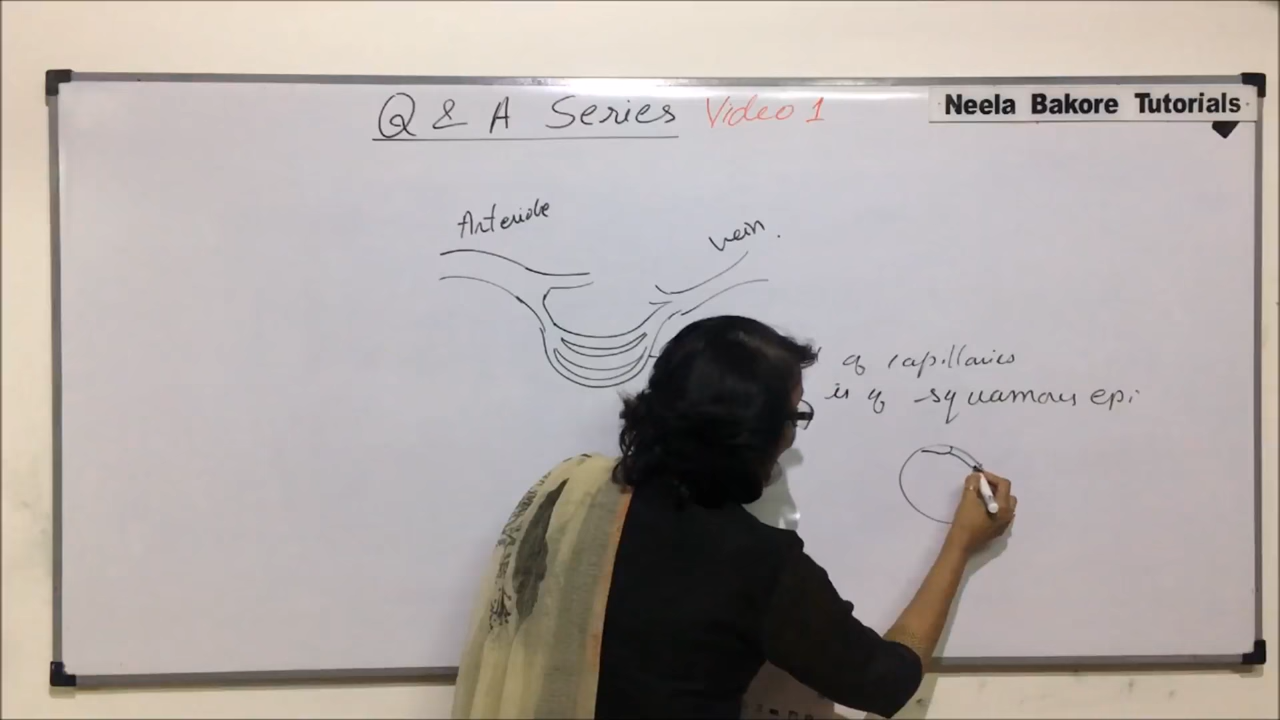 Q & A Series Video 1
Neela Bakore Tutorials
Arteriole
vein.
of capillaries
is of squamous epi